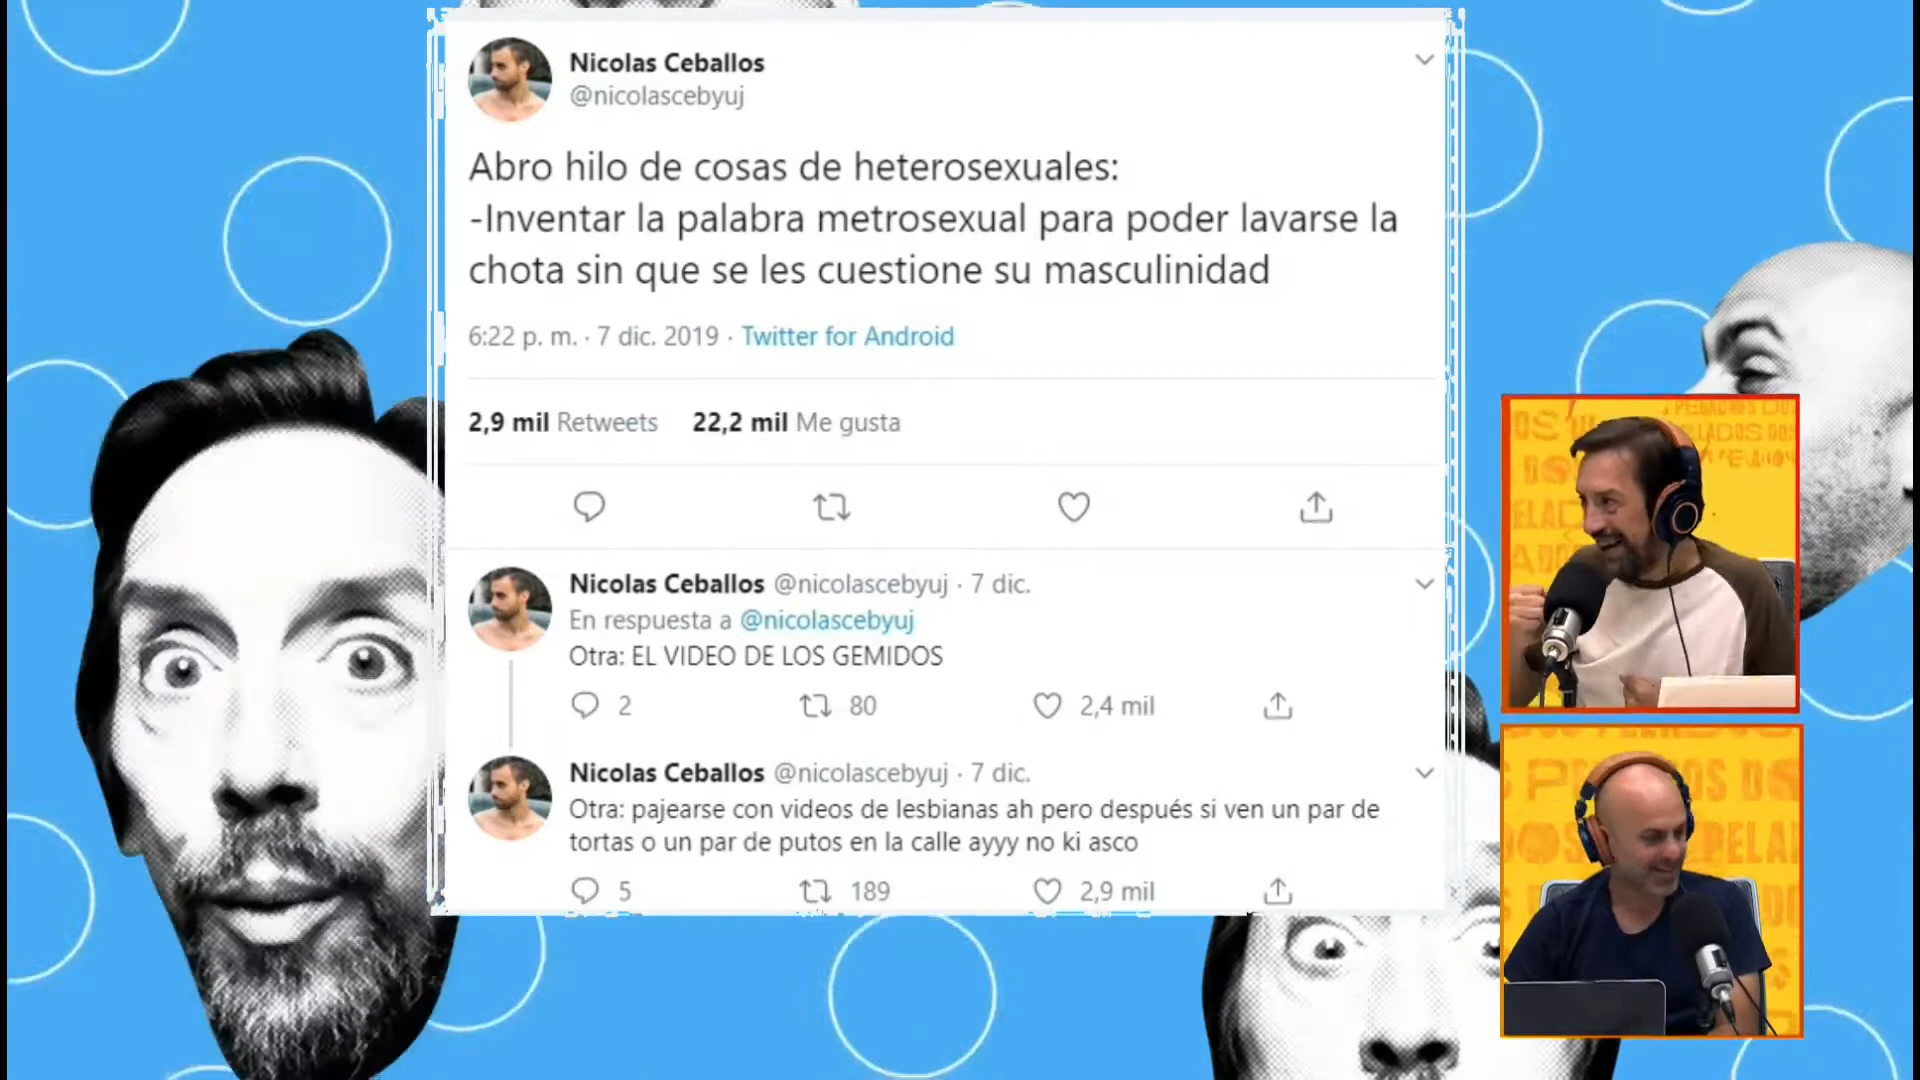 Nicolas Ceballos
@nicolascebyuj
Abro hilo de cosas de heterosexuales:
-Inventar la palabra metrosexual para poder lavarse la
chota sin que se les cuestione su masculinidad
6:22 p. m. · 7 dic. 2019 · Twitter for Android
2,9 mil Retweets 22,2 mil Me gusta
Nicolas Ceballos @nicolascebyuj · 7 dic.
En respuesta a @nicolascebyuj
Otra: EL VIDEO DE LOS GEMIDOS
2 80 2,4 mil
Nicolas Ceballos @nicolascebyuj · 7 dic.
Otra: pajearse con videos de lesbianas ah pero después si ven un par de
tortas o un par de putos en la calle ayyy no ki asco
5 189 2,9 mil